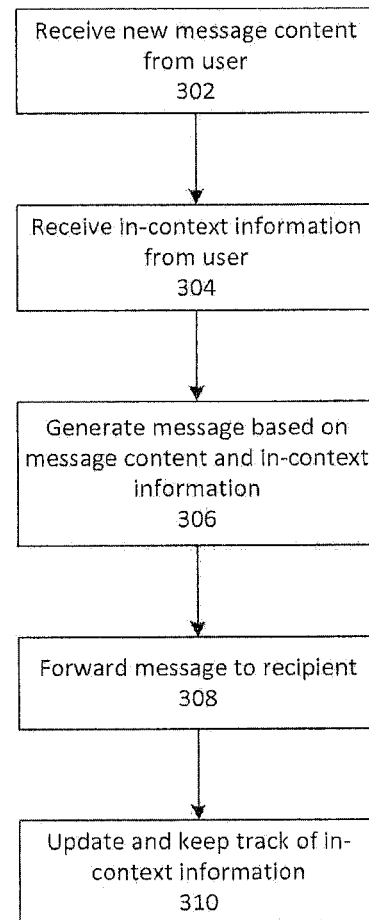 Receive new message content
from user
302
Receive in-context information
from user
304
Generate message based on
message content and in-context
information
306
Forward message to recipient
308
Update and keep track of in-
context information
310